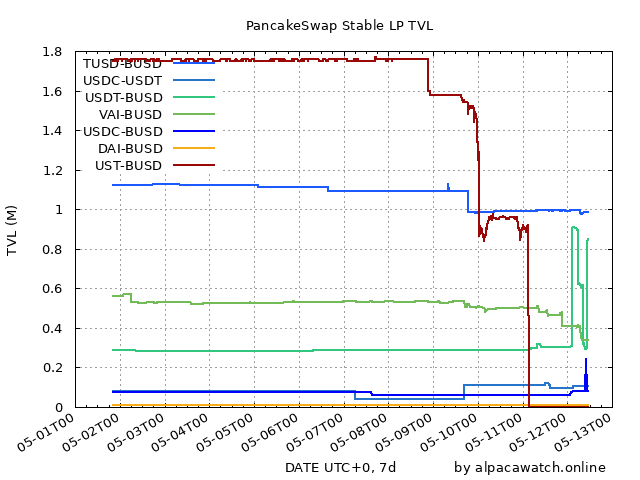 PancakeSwap Stable LP TVL
1.8
1.6
1.4
1.2
1
0.8
0.6
0.4
0.2
0
TVL (M)
TUSD-BUSD
USDC-USDT
USDT-BUSD
VAI-BUSD
USDC-BUSD
DAI-BUSD
UST-BUSD
05-01T00
05-02T00
05-03T00
05-04T00
05-05T00
05-06T00
05-07T00
05-08T00
05-09T00
05-10T00
05-11T00
05-12T00
05-13T00
DATE UTC+0, 7d
by alpacawatch.online